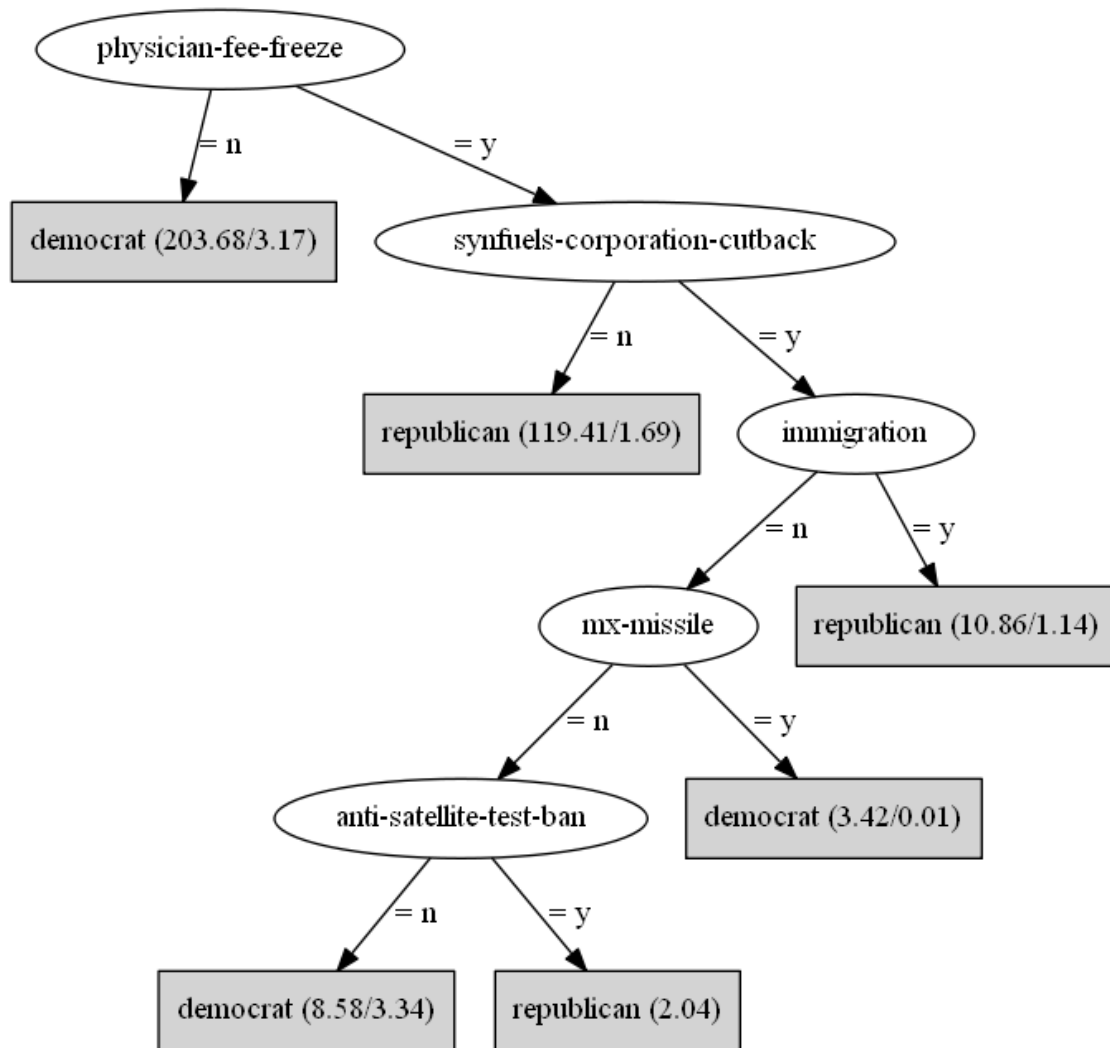 physician-fee-freeze
= n
= y
democrat (203.68/3.17)
synfuels-corporation-cutback
= n
= y
republican (119.41/1.69)
immigration
= n
= y
mx-missile
republican (10.86/1.14)
= n
= y
anti-satellite-test-ban
democrat (3.42/0.01)
= n
= y
democrat (8.58/3.34)
republican (2.04)